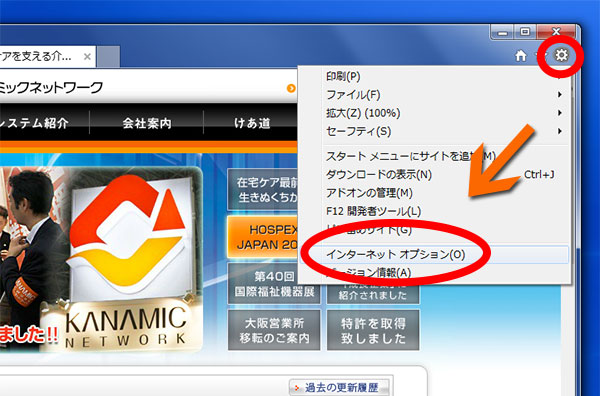 ケアを支える介...
ミックネットワーク
システム紹介
会社案内
けあ道
印刷(P)
ファイル(F)
拡大(Z) (100%)
セーフティ(S)
スタート メニューにサイトを追加(M)
ダウンロードの表示(N) Ctrl+J
アドオンの管理(M)
F12 開発者ツール(L)
サイト(G)
インターネット オプション(O)
バージョン情報(A)
在宅ケア最前
生きぬくちか
HOSPEX
JAPAN 20
第40回
国際福祉機器展
紹介されました
大阪営業所
移転のご案内
特許を取得
致しました
KANAMIC
NETWORK
ました!!
過去の更新履歴